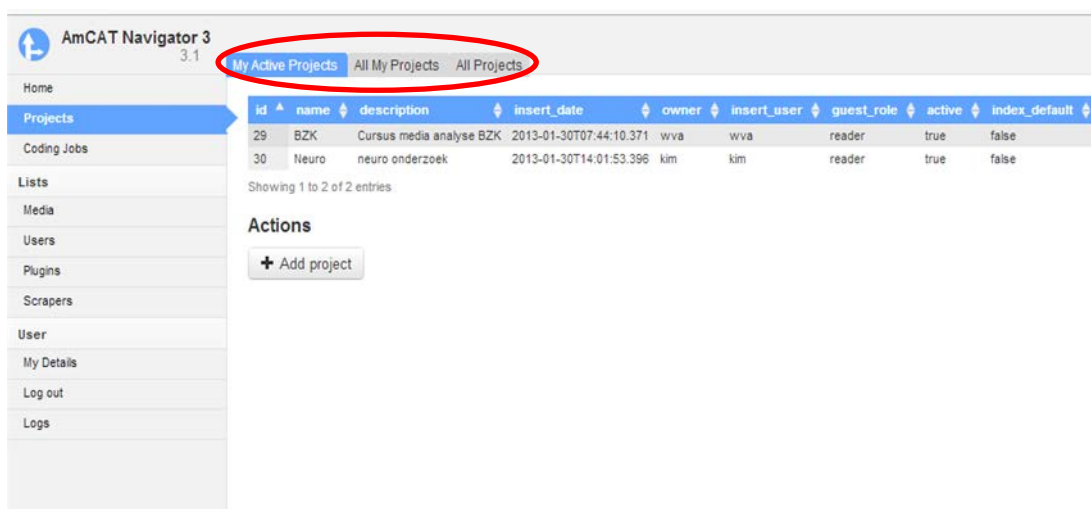 AmCAT Navigator 3
3.1
My Active Projects All My Projects All Projects
Home
Projects
Coding Jobs
Lists
Media
Users
Plugins
Scrapers
User
My Details
Log out
Logs
id name description insert_date owner insert_user guest_role active index_default
29 BZK Cursus media analyse BZK 2013-01-30T07:44:10.371 wva wva reader true false
30 Neuro neuro onderzoek 2013-01-30T14:01:53.396 kim kim reader true false
Showing 1 to 2 of 2 entries
Actions
+ Add project